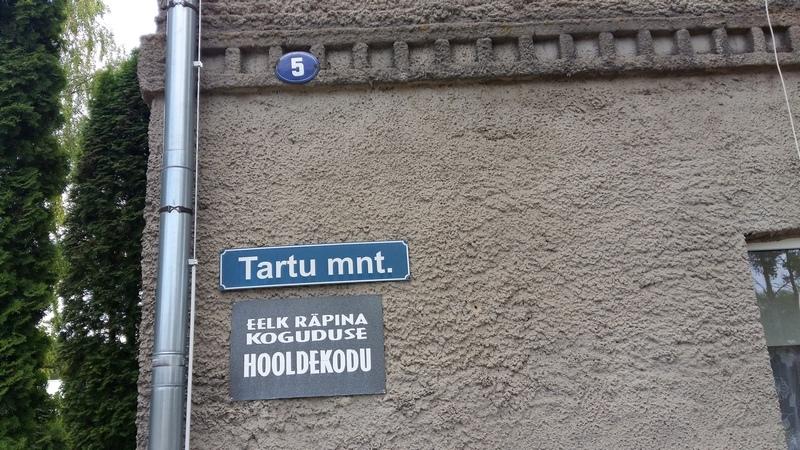 5
Tartu mnt.
EELK RÄPINA
KOGUDUSE
HOOLDEKODU